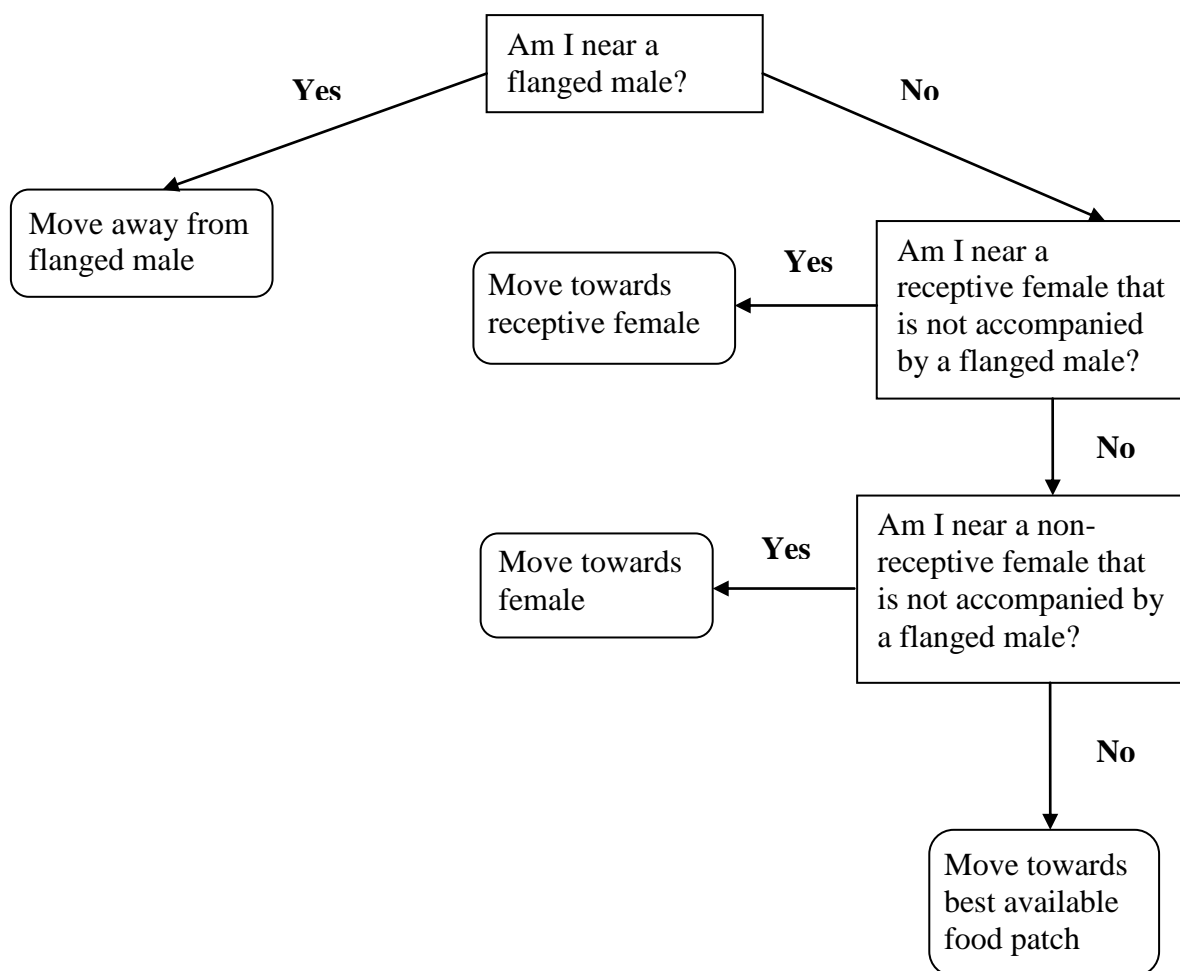 Am I near a
flanged male?
Yes
No
Move away from
flanged male
Am I near a
receptive female that
is not accompanied
by a flanged male?
Yes
Move towards
receptive female
No
Am I near a non-
receptive female that
is not accompanied by
a flanged male?
Yes
Move towards
female
No
Move towards
best available
food patch